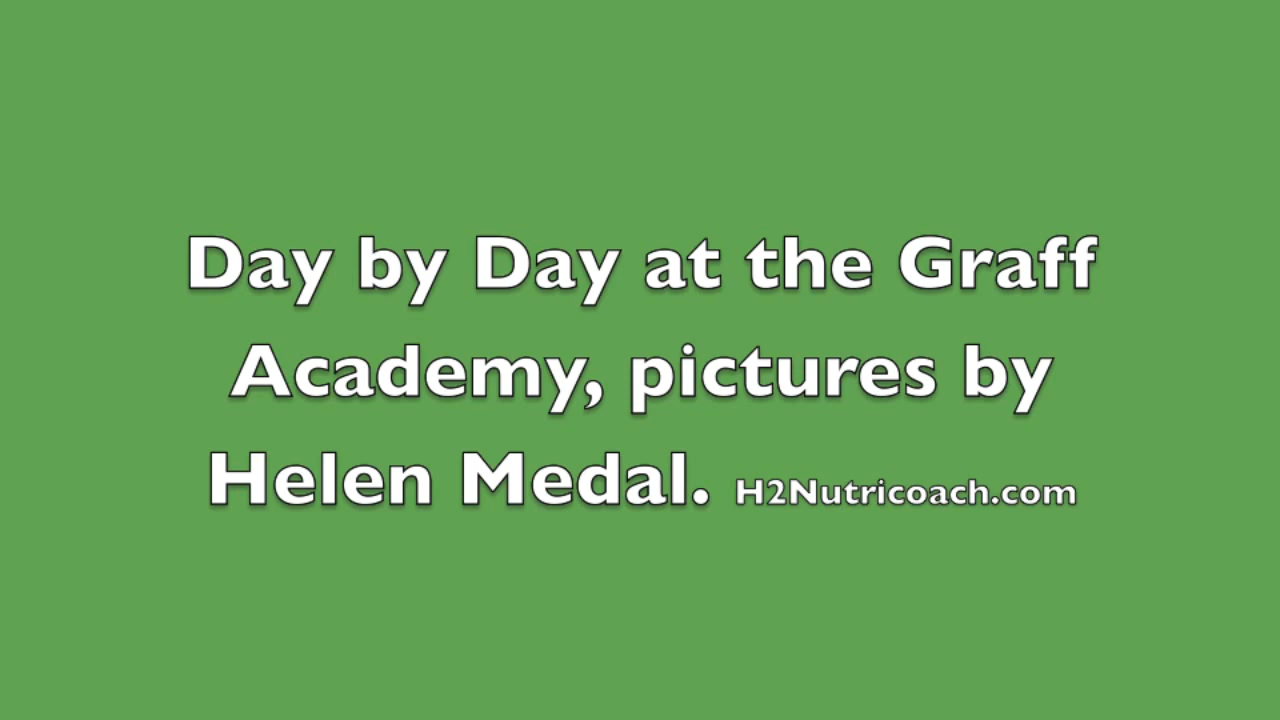 Day by Day at the Graff
Academy, pictures by
Helen Medal. H2Nutricoach.com